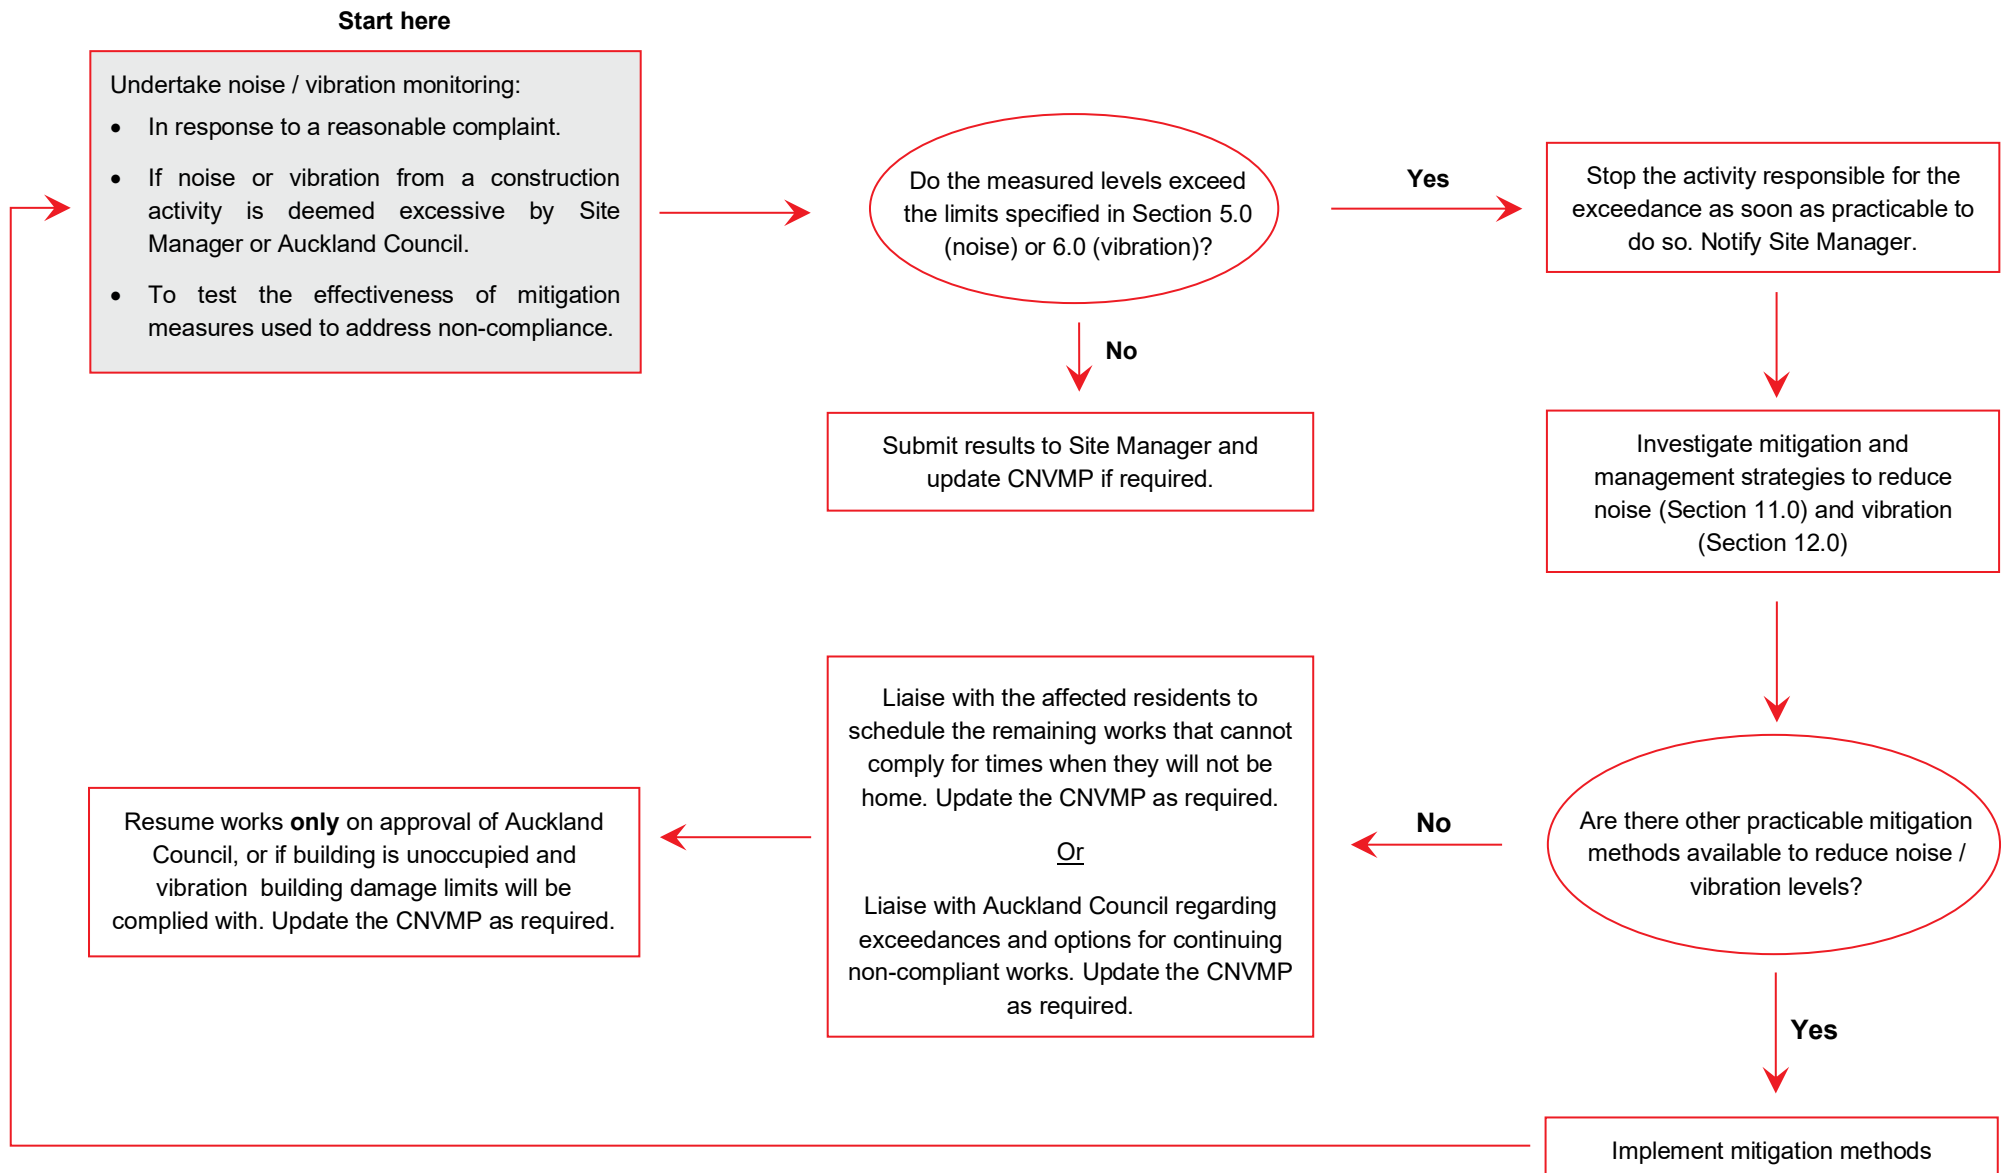 Start here
Undertake noise / vibration monitoring:
• In response to a reasonable complaint.
• If noise or vibration from a construction
activity is deemed excessive by Site
Manager or Auckland Council.
• To test the effectiveness of mitigation
measures used to address non-compliance.
Do the measured levels exceed
the limits specified in Section 5.0
(noise) or 6.0 (vibration)?
Yes
Stop the activity responsible for the
exceedance as soon as practicable to
do so. Notify Site Manager.
No
Submit results to Site Manager and
update CNVMP if required.
Investigate mitigation and
management strategies to reduce
noise (Section 11.0) and vibration
(Section 12.0)
Are there other practicable mitigation
methods available to reduce noise /
vibration levels?
No
Liaise with the affected residents to
schedule the remaining works that cannot
comply for times when they will not be
home. Update the CNVMP as required.
Or
Liaise with Auckland Council regarding
exceedances and options for continuing
non-compliant works. Update the CNVMP
as required.
Resume works only on approval of Auckland
Council, or if building is unoccupied and
vibration building damage limits will be
complied with. Update the CNVMP as required.
Yes
Implement mitigation methods